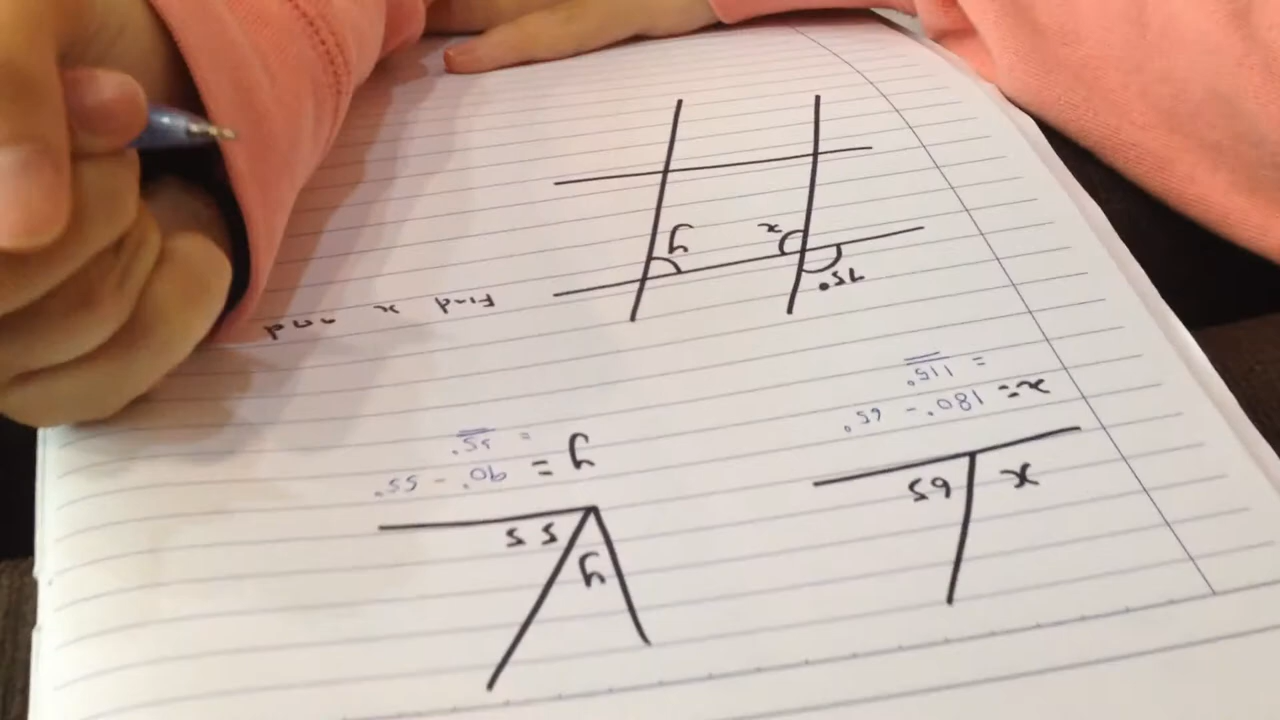 x 65
x = 180° - 65°
= 115°
y 55
y = 90° - 55°
= 35°
75°
x
y
Find x and